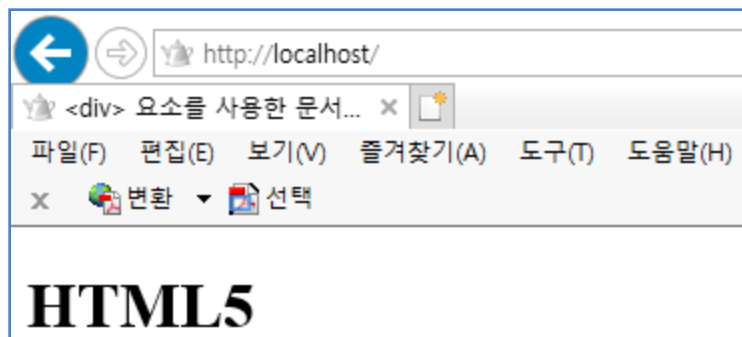 http://localhost/
<div> 요소를 사용한 문서...
파일(F) 편집(E) 보기(V) 즐겨찾기(A) 도구(T) 도움말(H)
x 변환 선택
HTML5